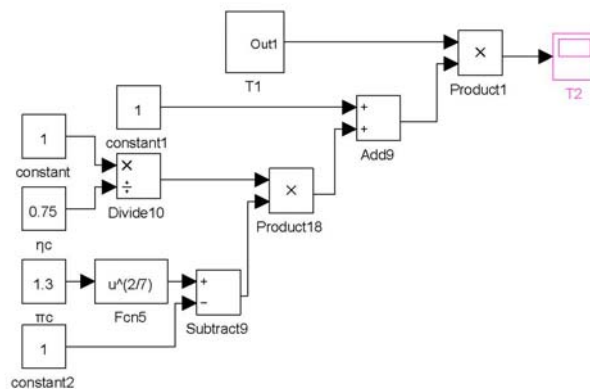 Out1
T1
×
Product1
T2
1
constant1
+
+
Add9
1
constant
×
÷
Divide10
0.75
ηc
×
Product18
1.3
πc
u^(2/7)
Fcn5
+
−
Subtract9
1
constant2